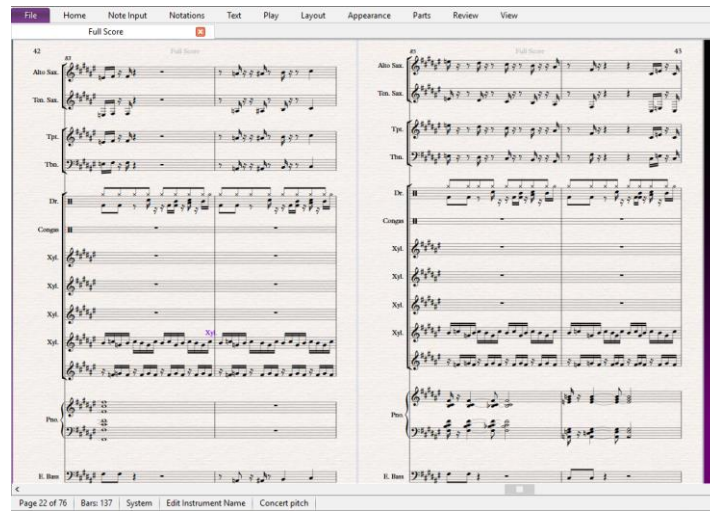 File Home Note Input Notations Text Play Layout Appearance Parts Review View
Full Score
42 Full Score
83
Alto Sax.
Ten. Sax.
Tpt.
Tbn.
Dr.
Congas
Xyl.
Xyl.
Xyl.
Xyl.
Xyl.
Pno.
E. Bass
85 Full Score 43
Alto Sax.
Ten. Sax.
Tpt.
Tbn.
Dr.
Congas
Xyl.
Xyl.
Xyl.
Xyl.
Pno.
E. Bass
Page 22 of 76 Bars: 137 System Edit Instrument Name Concert pitch